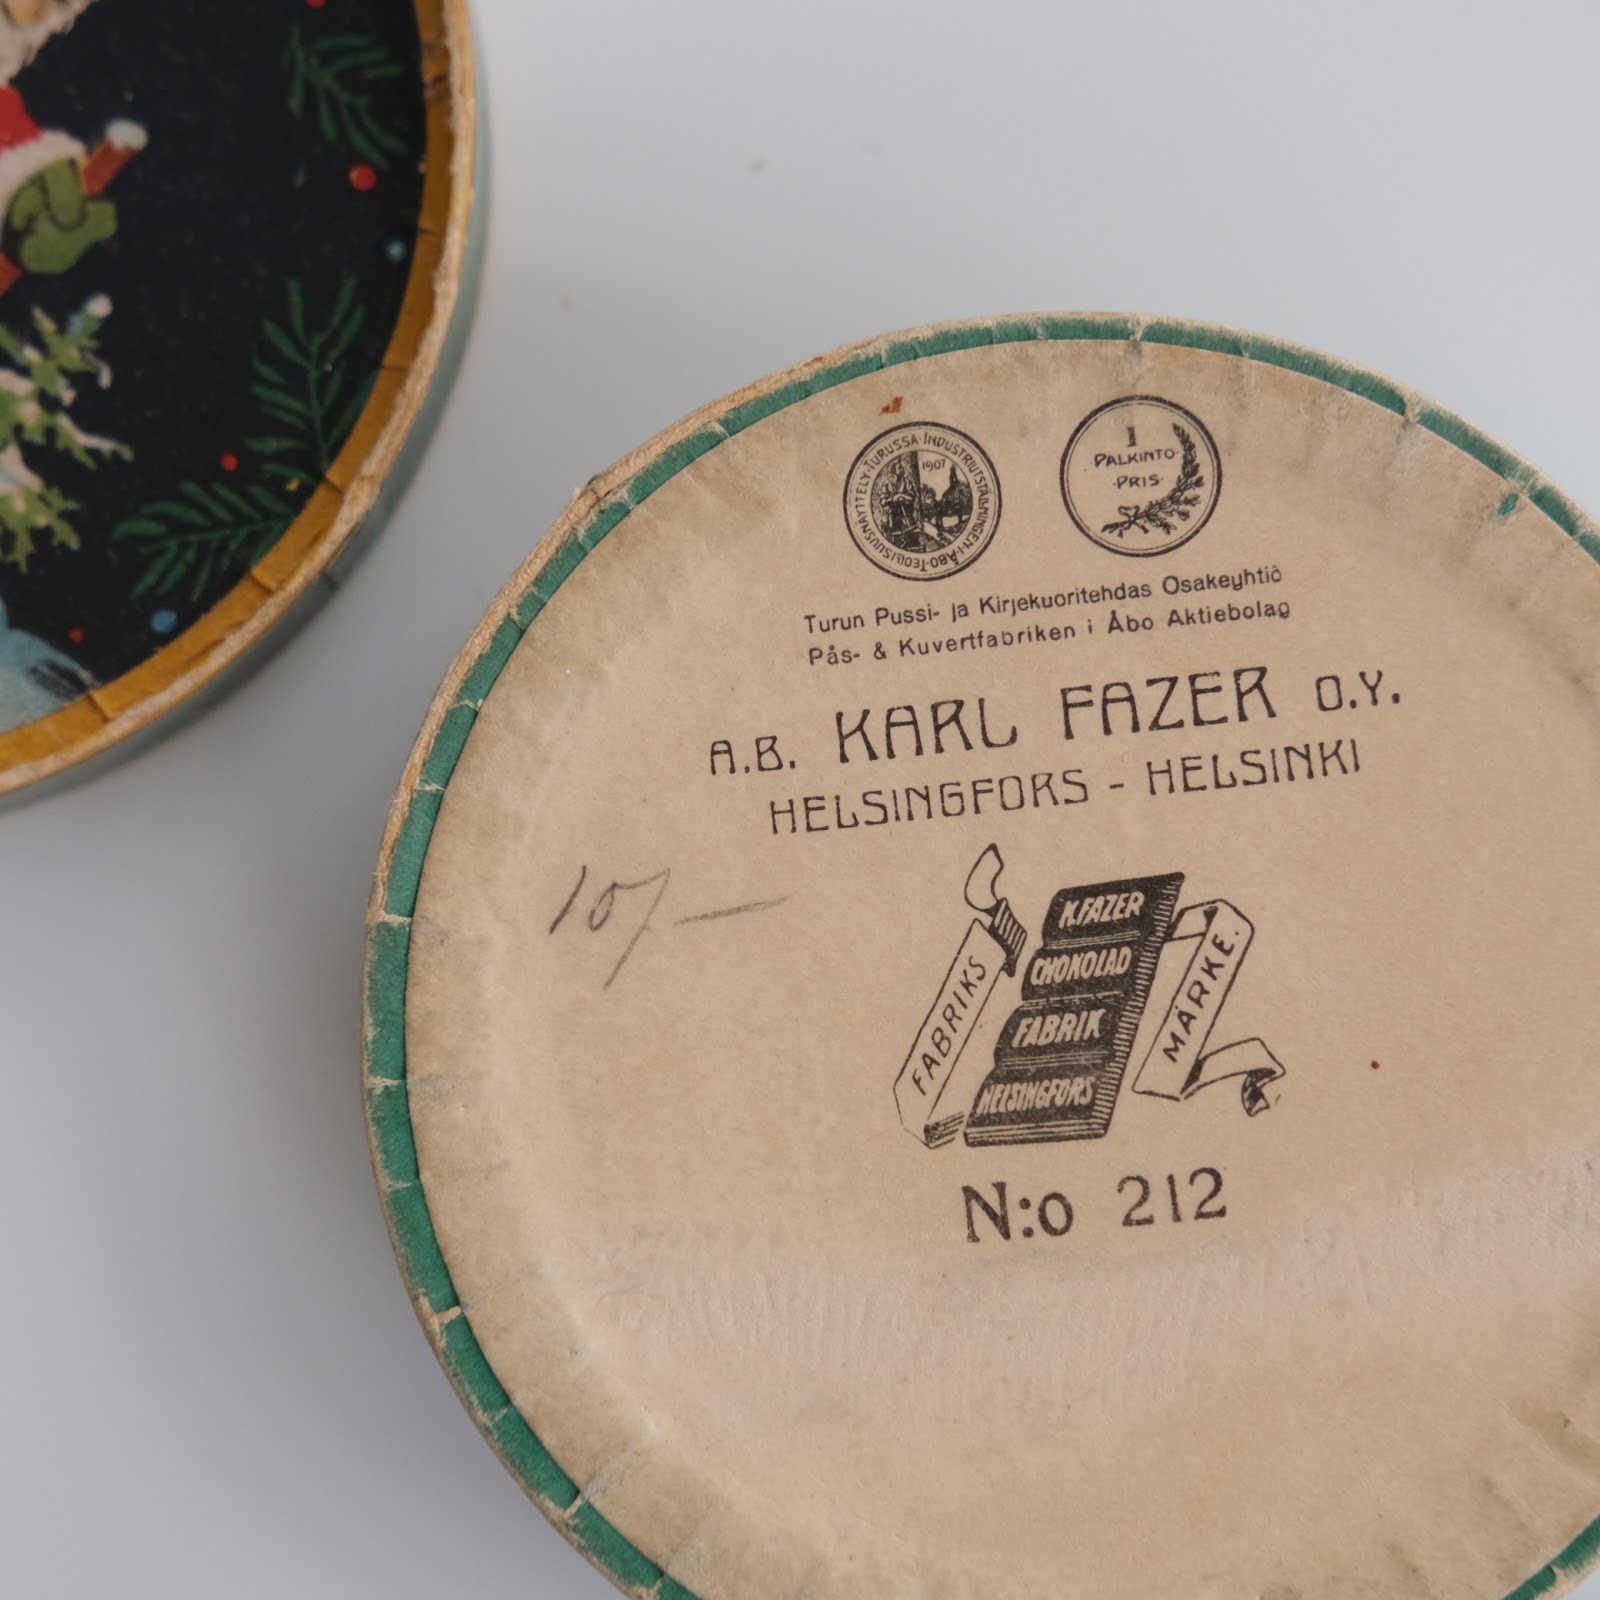 TEOLLISUUSNÄYTTELY·TURUSSA·INDUSTRIUTSTÄLLNINGEN·I·ÅBO
1907
I
PALKINTO
·PRIS·
Turun Pussi- ja Kirjekuoritehdas Osakeyhtiö
Pås- & Kuvertfabriken i Åbo Aktiebolag
A.B. KARL FAZER O.Y.
HELSINGFORS - HELSINKI
10/-
K.FAZER
CHOKOLAD
FABRIK
HELSINGFORS
FABRIKS
MÄRKE.
N:o 212